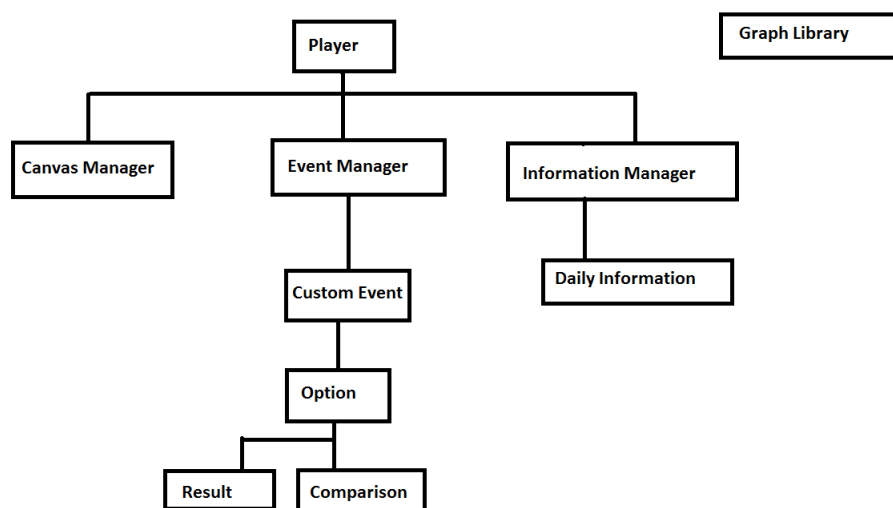 Player
Graph Library
Canvas Manager
Event Manager
Information Manager
Custom Event
Daily Information
Option
Result
Comparison